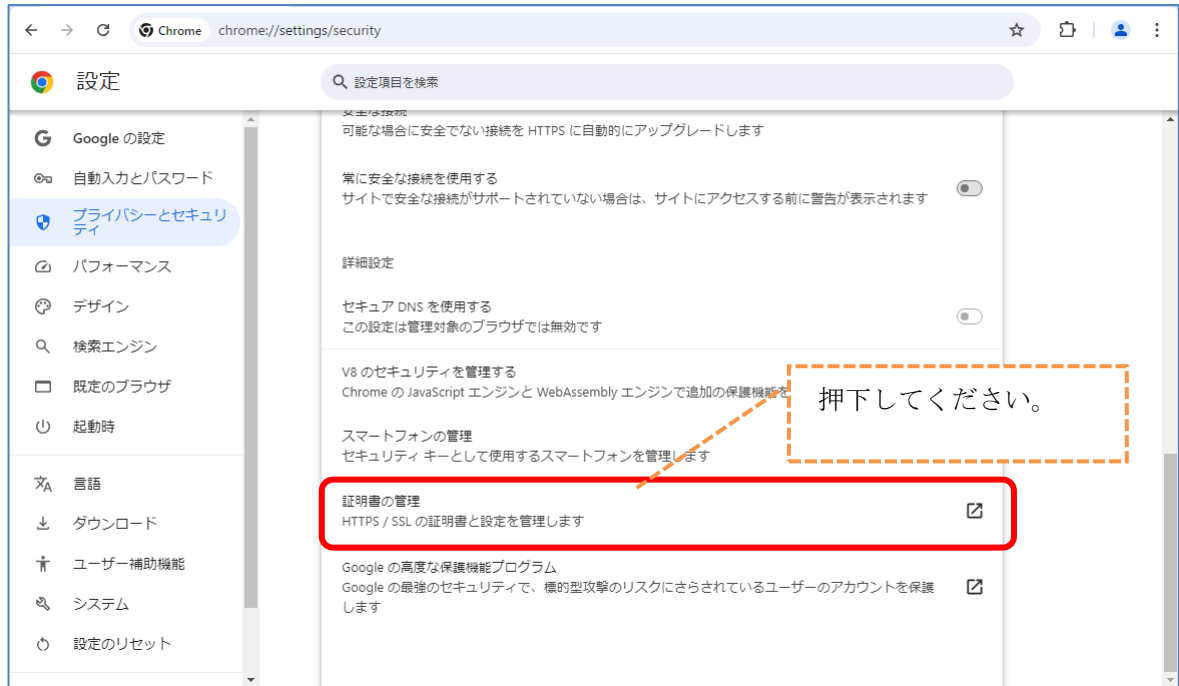 Chrome chrome://settings/security
設定
設定項目を検索
Google の設定
自動入力とパスワード
プライバシーとセキュリ
ティ
パフォーマンス
デザイン
検索エンジン
既定のブラウザ
起動時
言語
ダウンロード
ユーザー補助機能
システム
設定のリセット
安全な接続
可能な場合に安全でない接続を HTTPS に自動的にアップグレードします
常に安全な接続を使用する
サイトで安全な接続がサポートされていない場合は、サイトにアクセスする前に警告が表示されます
詳細設定
セキュア DNS を使用する
この設定は管理対象のブラウザでは無効です
V8 のセキュリティを管理する
Chrome の JavaScript エンジンと WebAssembly エンジンで追加の保護機能を
押下してください。
スマートフォンの管理
セキュリティ キーとして使用するスマートフォンを管理します
証明書の管理
HTTPS / SSL の証明書と設定を管理します
Google の高度な保護機能プログラム
Google の最強のセキュリティで、標的型攻撃のリスクにさらされているユーザーのアカウントを保護
します